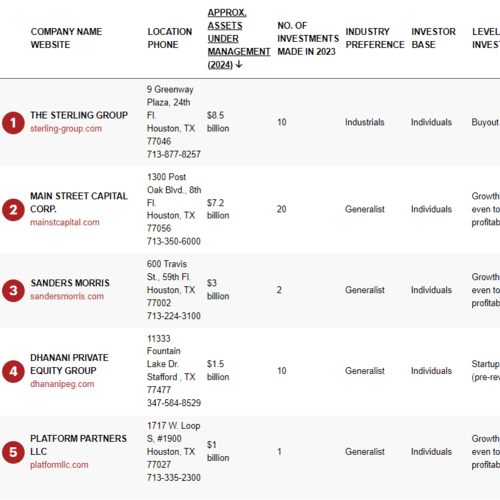 COMPANY NAME
WEBSITE
LOCATION
PHONE
APPROX.
ASSETS
UNDER
MANAGEMENT
(2024) ↓
NO. OF
INVESTMENTS
MADE IN 2023
INDUSTRY
PREFERENCE
INVESTOR
BASE
LEVEL
INVEST
1
THE STERLING GROUP
sterling-group.com
9 Greenway
Plaza, 24th
Fl.
Houston, TX
77046
713-877-8257
$8.5
billion
10
Industrials
Individuals
Buyout
2
MAIN STREET CAPITAL
CORP.
mainstcapital.com
1300 Post
Oak Blvd., 8th
Fl.
Houston, TX
77056
713-350-6000
$7.2
billion
20
Generalist
Individuals
Growth
even to
profitab
3
SANDERS MORRIS
sandersmorris.com
600 Travis
St., 59th Fl.
Houston, TX
77002
713-224-3100
$3
billion
2
Generalist
Individuals
Growth
even to
profitab
4
DHANANI PRIVATE
EQUITY GROUP
dhananipeg.com
11333
Fountain
Lake Dr.
Stafford , TX
77477
347-584-8529
$1.5
billion
10
Generalist
Individuals
Startup
(pre-rev
5
PLATFORM PARTNERS
LLC
platformllc.com
1717 W. Loop
S, #1900
Houston, TX
77027
713-335-2300
$1
billion
1
Generalist
Individuals
Growth
even to
profitab